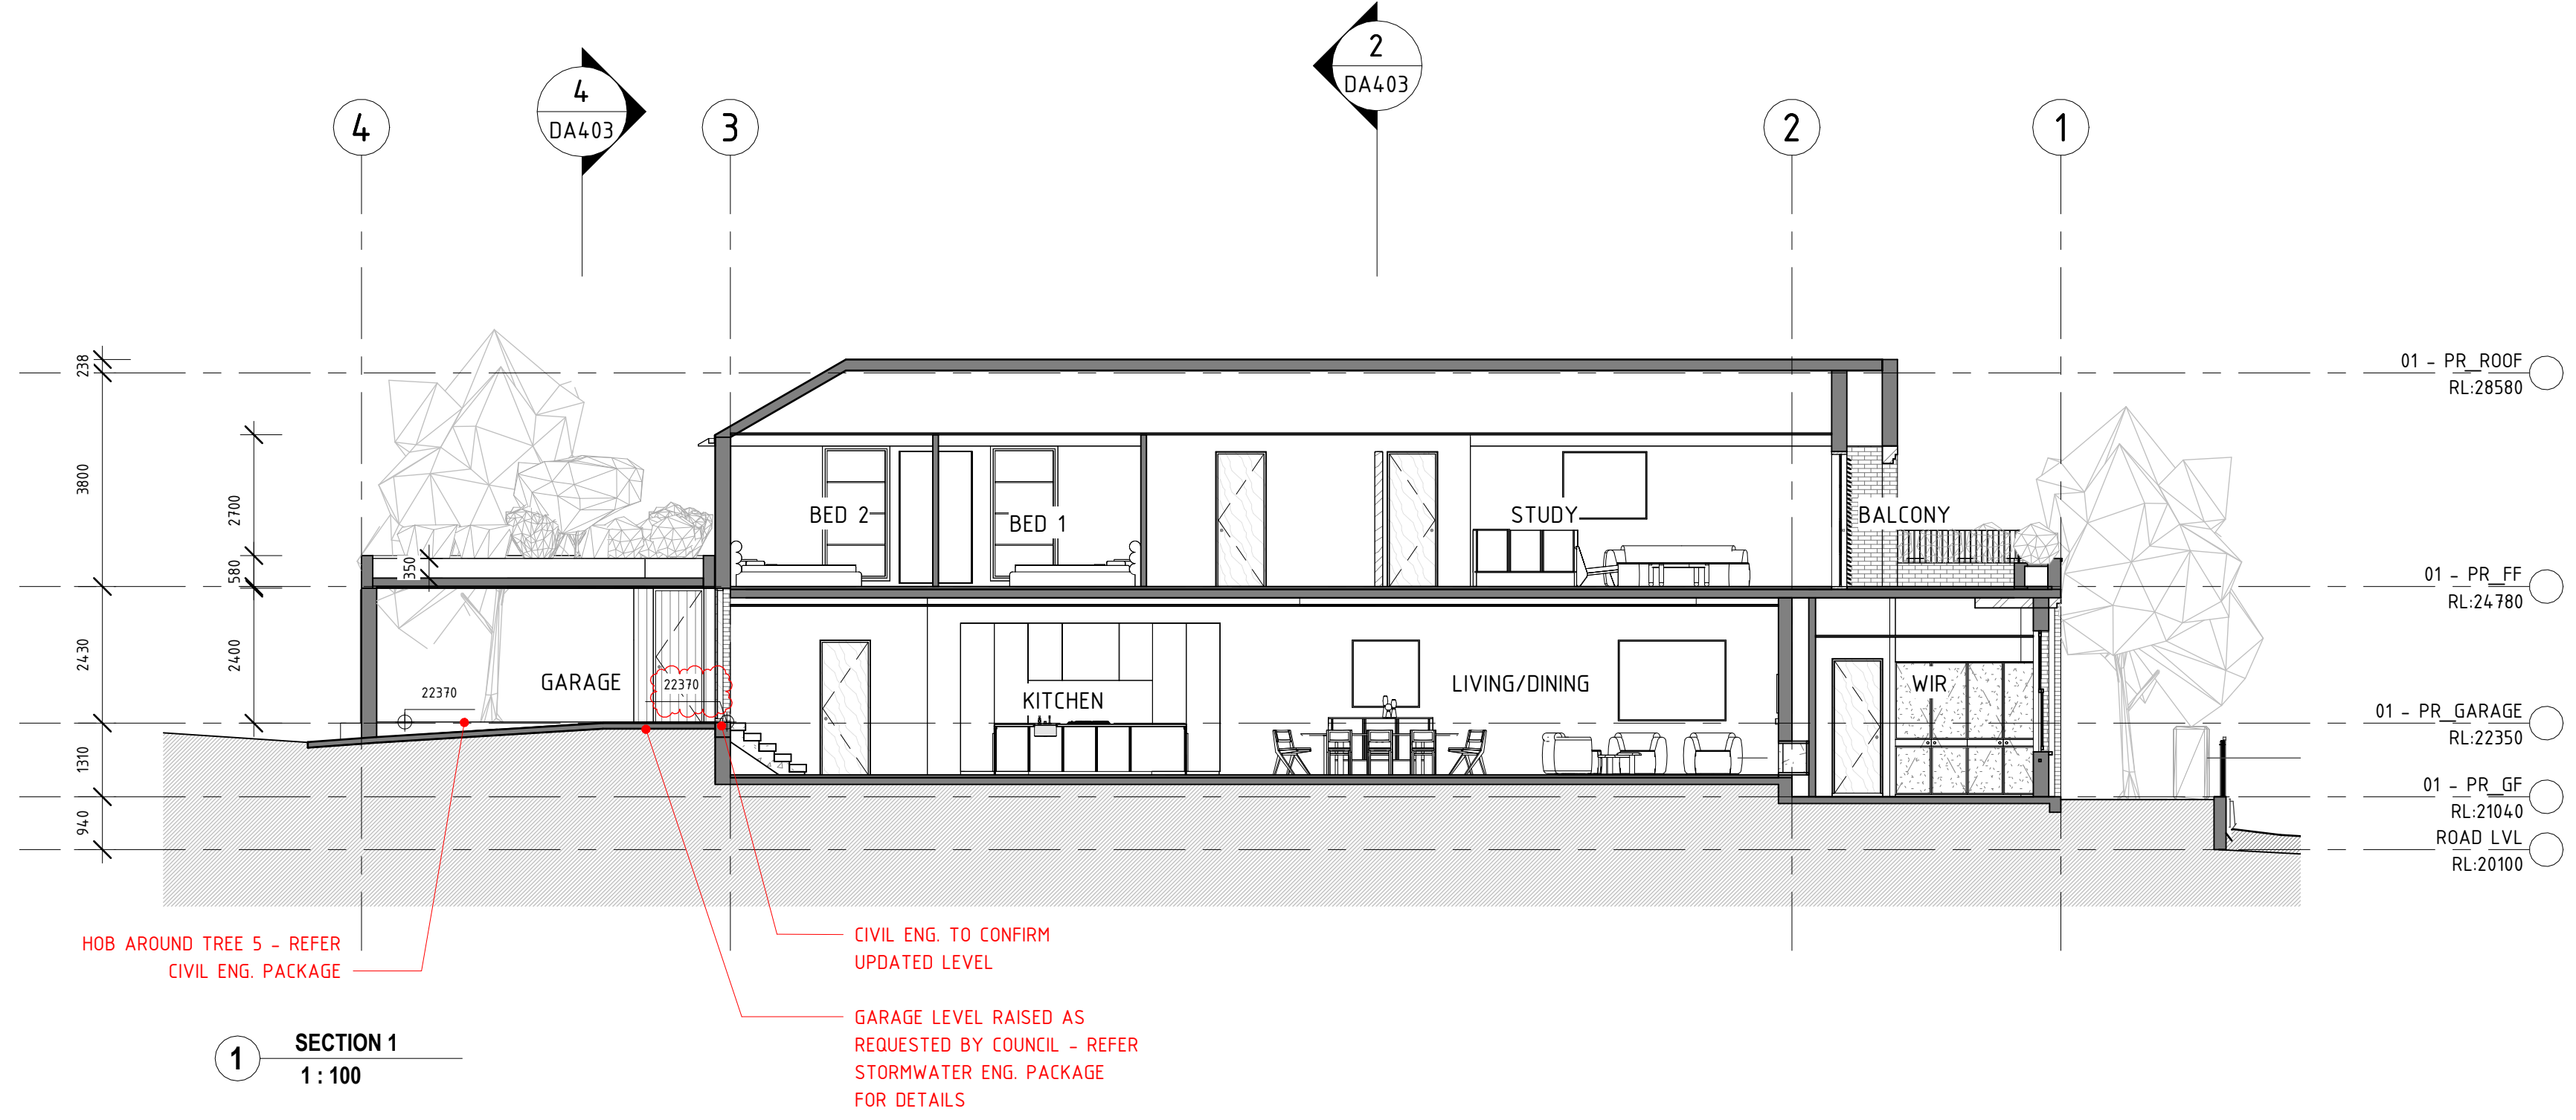 4
DA403
2
DA403
4
3
2
1
238
3800
2700
580
350
2430
2400
1310
940
01 - PR_ROOF
RL:28580
BED 2
BED 1
STUDY
BALCONY
01 - PR_FF
RL:24780
22370
GARAGE
22370
KITCHEN
LIVING/DINING
WIR
01 - PR_GARAGE
RL:22350
01 - PR_GF
RL:21040
ROAD LVL
RL:20100
HOB AROUND TREE 5 - REFER
CIVIL ENG. PACKAGE
CIVIL ENG. TO CONFIRM
UPDATED LEVEL
GARAGE LEVEL RAISED AS
REQUESTED BY COUNCIL - REFER
STORMWATER ENG. PACKAGE
FOR DETAILS
1
SECTION 1
1 : 100